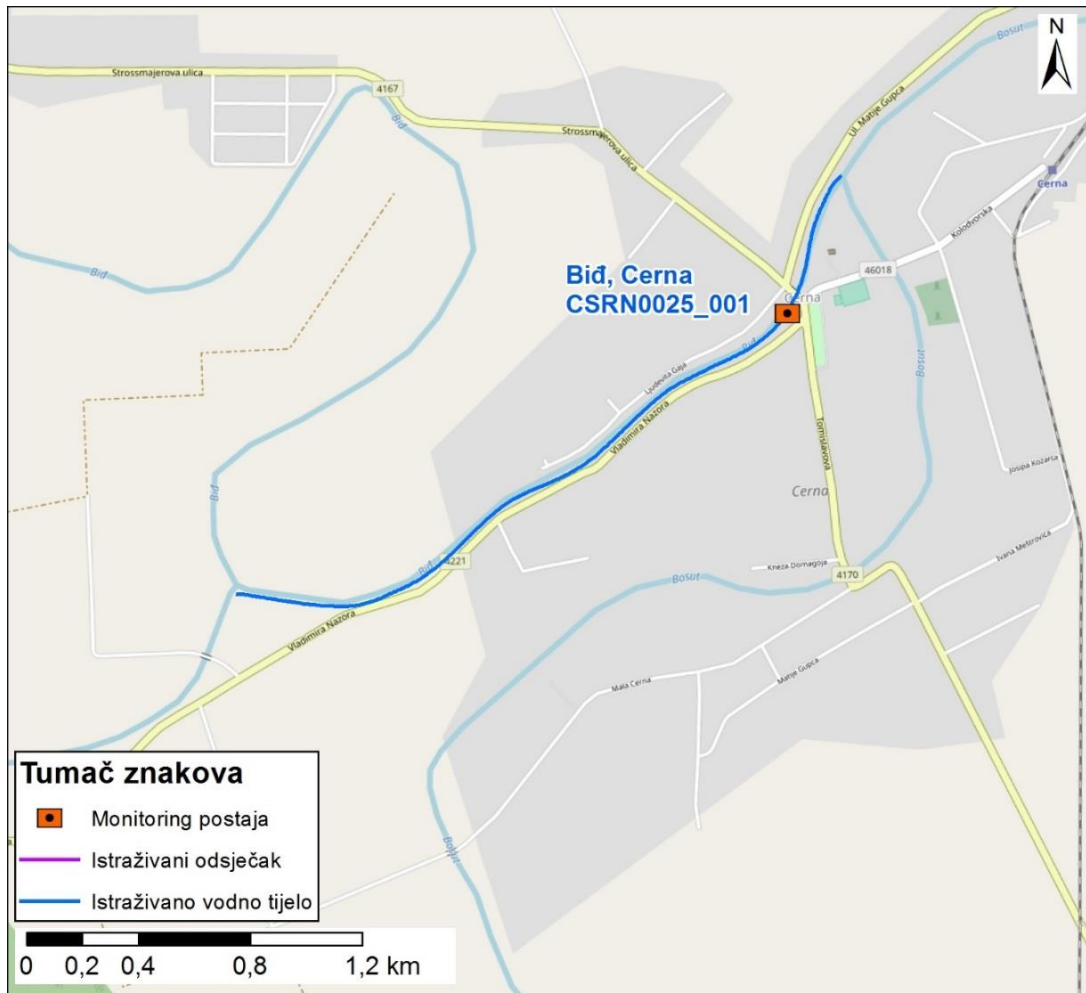 N
Bosut
Strossmajerova ulica
4167
Biđ
Strossmajerova ulica
Ul. Matije Gupca
Cerna
Kolodvorska
Biđ
46018
Biđ, Cerna
CSRN0025_001
Cerna
Biđ
Bosut
Ljudevita Gaja
Vladimira Nazora
Tomislavova
Josipa Kozarca
Biđ
Cerna
Ivana Meštrovića
4221
Biđ
Kneza Domagoja
4170
Bosut
Vladimira Nazora
Mala Cerna
Matije Gupca
Bosut
Tumač znakova
Monitoring postaja
Istraživani odsječak
Istraživano vodno tijelo
0 0,2 0,4 0,8 1,2 km